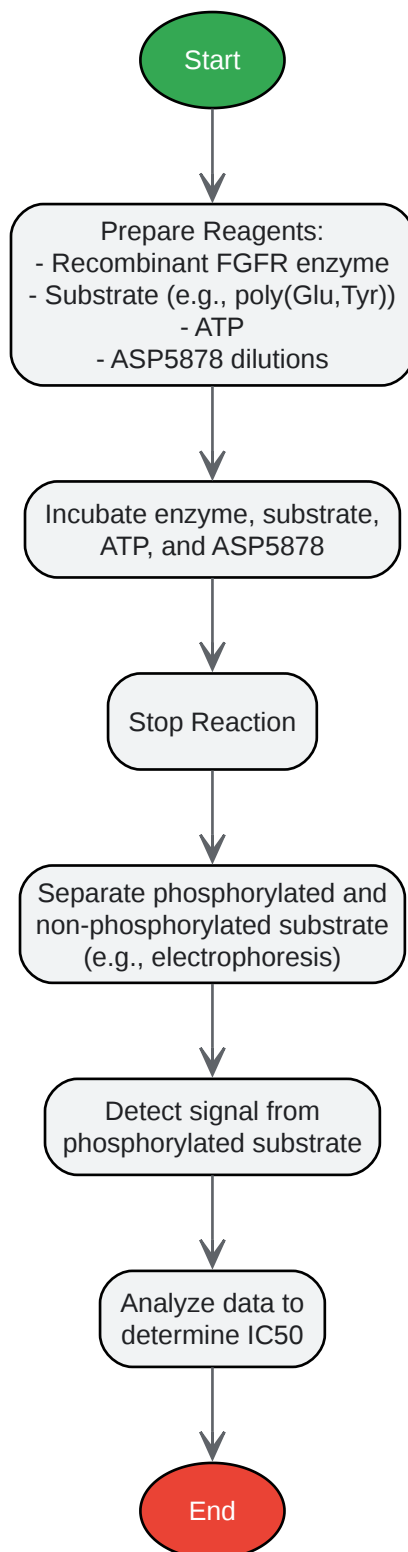 Start
Prepare Reagents:
- Recombinant FGFR enzyme
- Substrate (e.g., poly(Glu,Tyr))
- ATP
- ASP5878 dilutions
Incubate enzyme, substrate,
ATP, and ASP5878
Stop Reaction
Separate phosphorylated and
non-phosphorylated substrate
(e.g., electrophoresis)
Detect signal from
phosphorylated substrate
Analyze data to
determine IC50
End